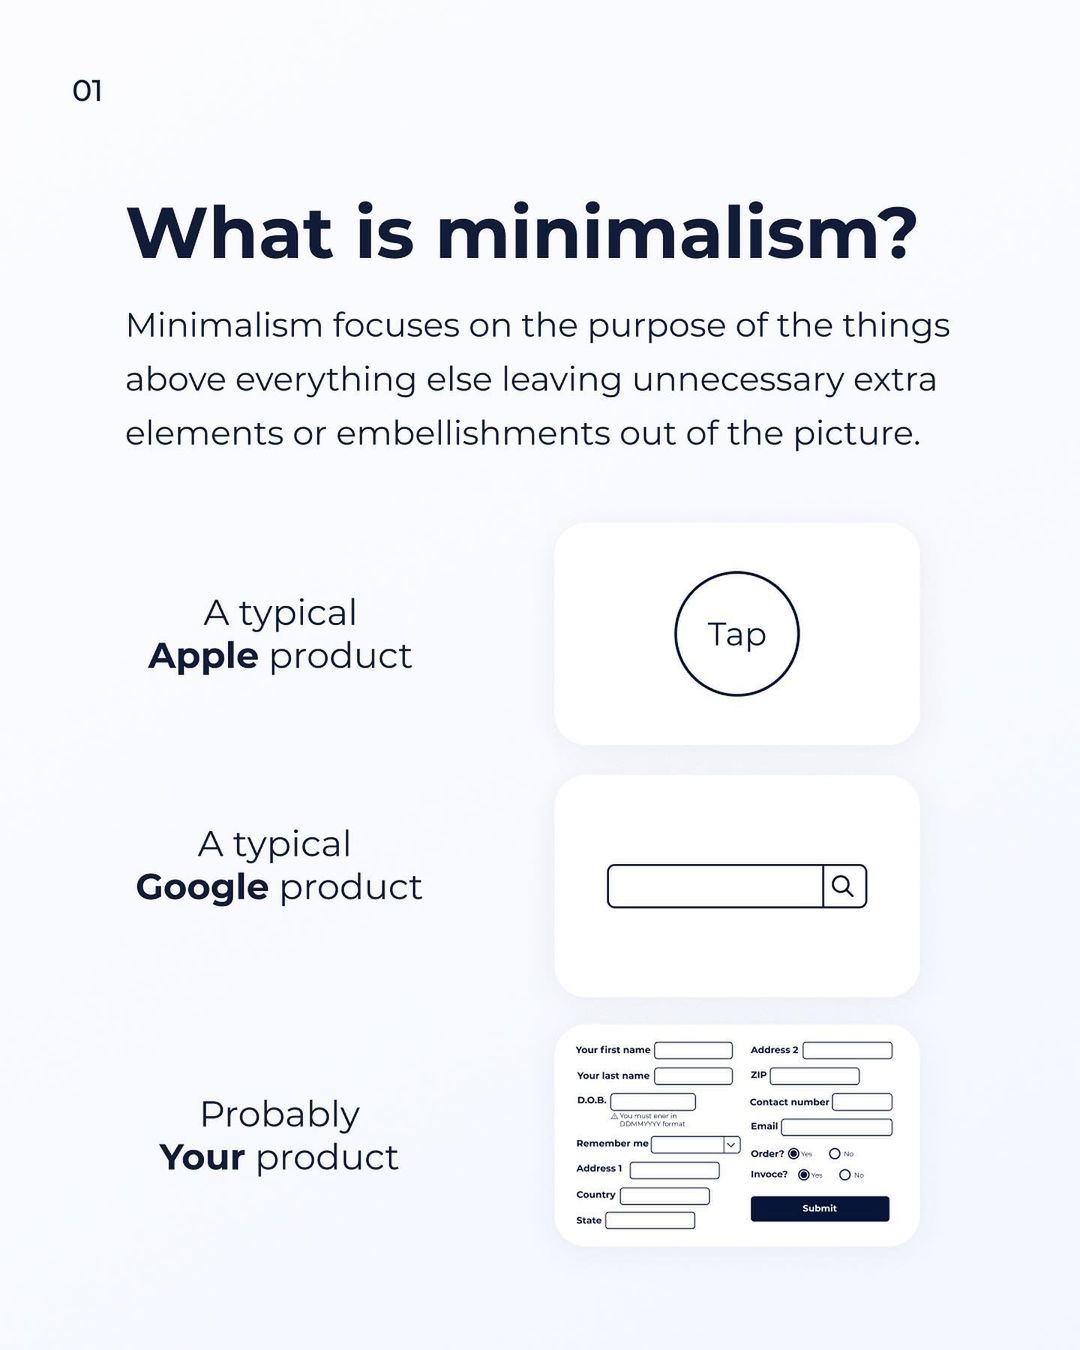 01
What is minimalism?
Minimalism focuses on the purpose of the things
above everything else leaving unnecessary extra
elements or embellishments out of the picture.
A typical
Apple product
Tap
A typical
Google product
Probably
Your product
Your first name
Your last name
D.O.B.
You must ener in
DDMMYYYY format
Remember me
Address 1
Country
State
Address 2
ZIP
Contact number
Email
Order? Yes No
Invoce? Yes No
Submit